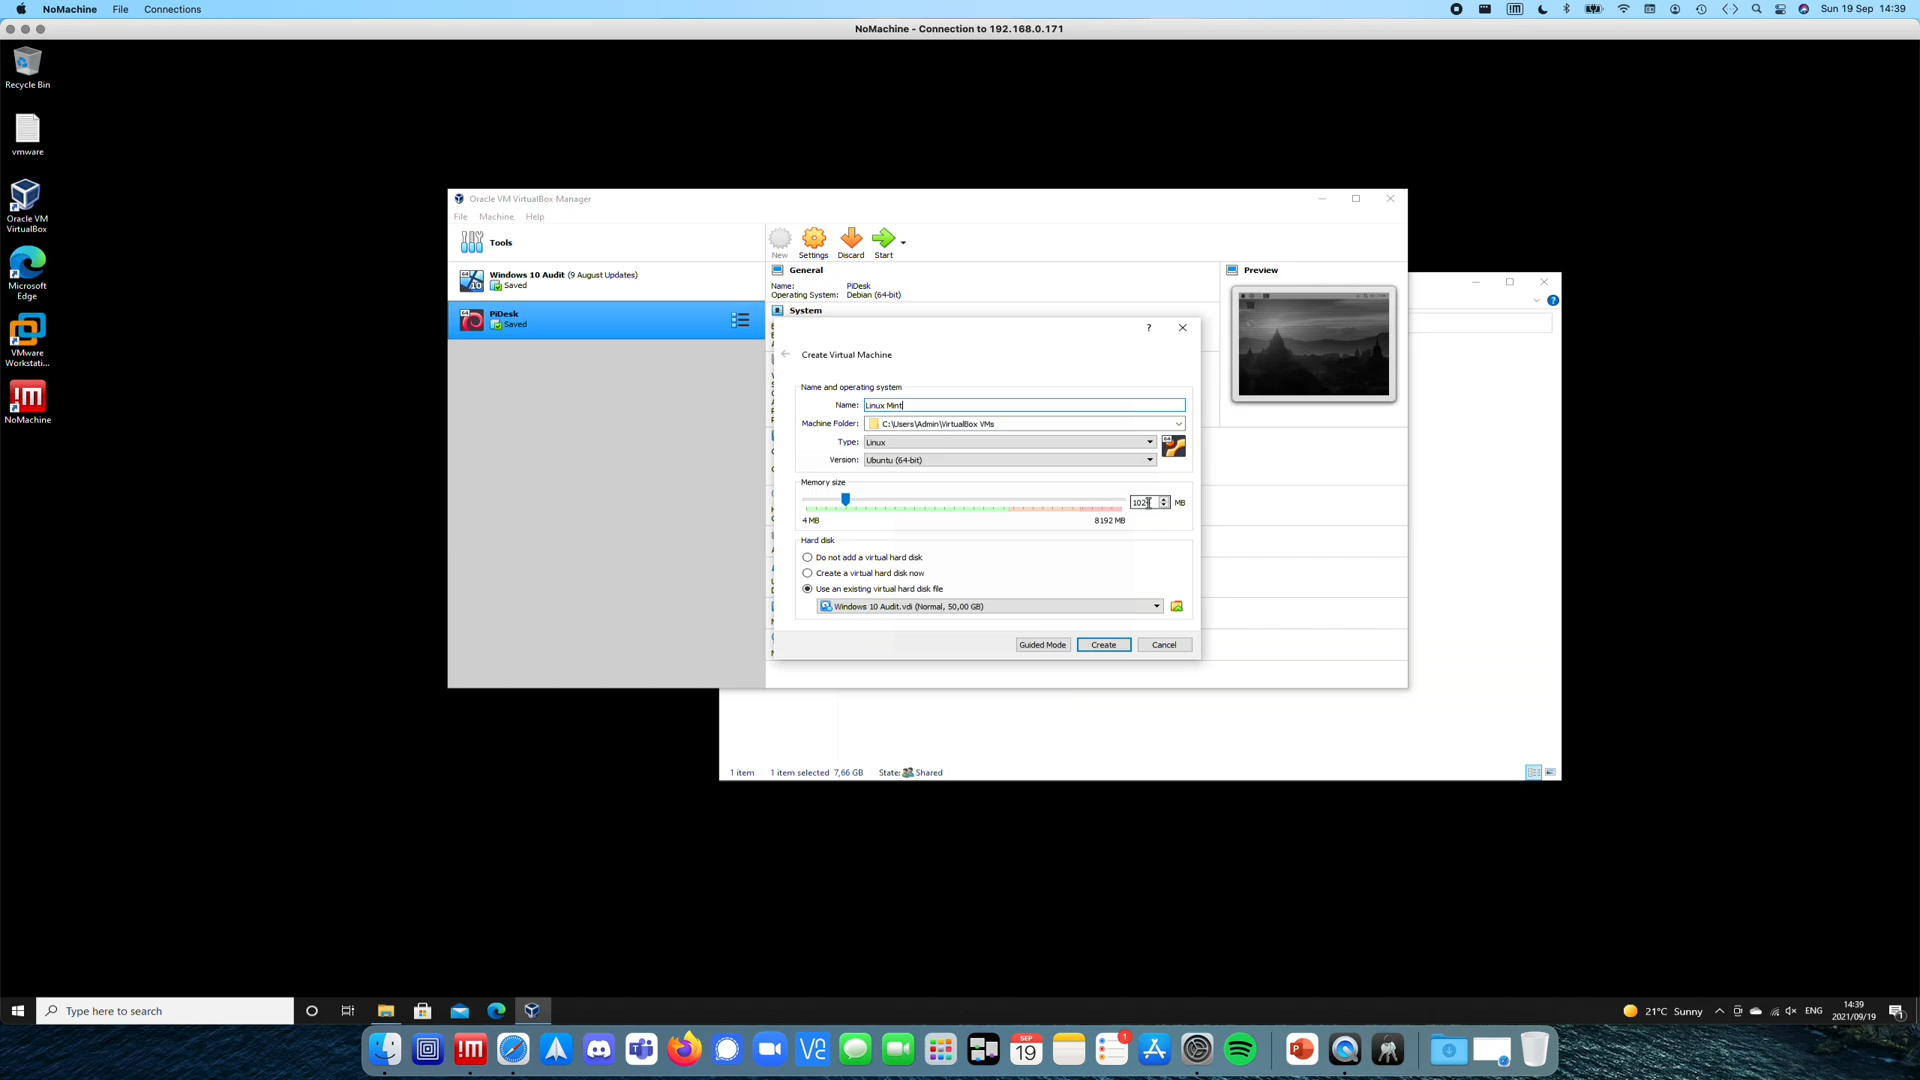 NoMachine File Connections
Sun 19 Sep 14:39
NoMachine - Connection to 192.168.0.171
Recycle Bin
vmware
Oracle VM
VirtualBox
Microsoft
Edge
VMware
Workstati...
NoMachine
Oracle VM VirtualBox Manager
File Machine Help
Tools
New Settings Discard Start
Windows 10 Audit (9 August Updates)
Saved
PiDesk
Saved
General
Name: PiDesk
Operating System: Debian (64-bit)
System
Preview
Create Virtual Machine
Name and operating system
Name: Linux Mint
Machine Folder: C:\Users\Admin\VirtualBox VMs
Type: Linux
Version: Ubuntu (64-bit)
Memory size
MB
4 MB 8192 MB
Hard disk
Do not add a virtual hard disk
Create a virtual hard disk now
Use an existing virtual hard disk file
Windows 10 Audit.vdi (Normal, 50,00 GB)
Guided Mode Create Cancel
1 item 1 item selected 7,66 GB State: Shared
Type here to search
21°C Sunny ENG
14:39
2021/09/19
SEP
19
1